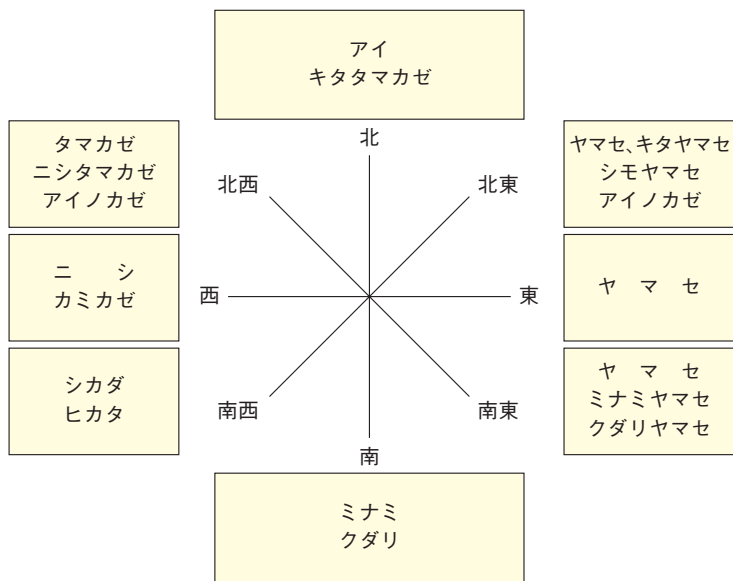 アイ
キタタマカゼ
タマカゼ
ニシタマカゼ
アイノカゼ
北
ヤマセ、キタヤマセ
シモヤマセ
アイノカゼ
北西
北東
ニ シ
カミカゼ
西
東
ヤ マ セ
シカダ
ヒカタ
南西
南東
ヤ マ セ
ミナミヤマセ
クダリヤマセ
南
ミナミ
クダリ